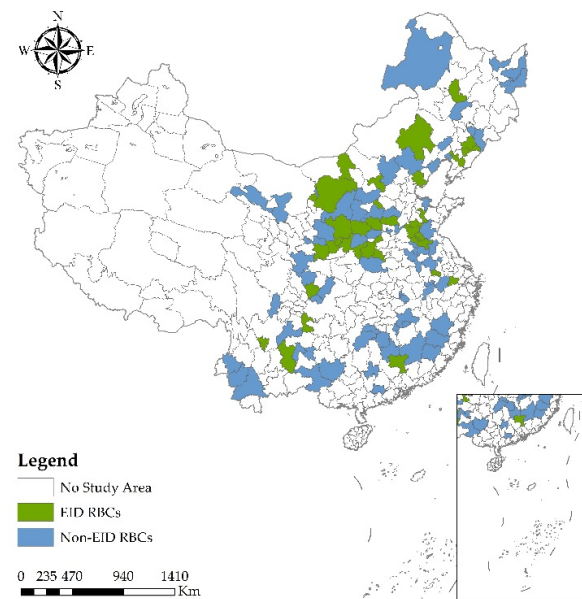 N
W E
S
Legend
No Study Area
EID RBCs
Non-EID RBCs
0 235 470 940 1410
Km